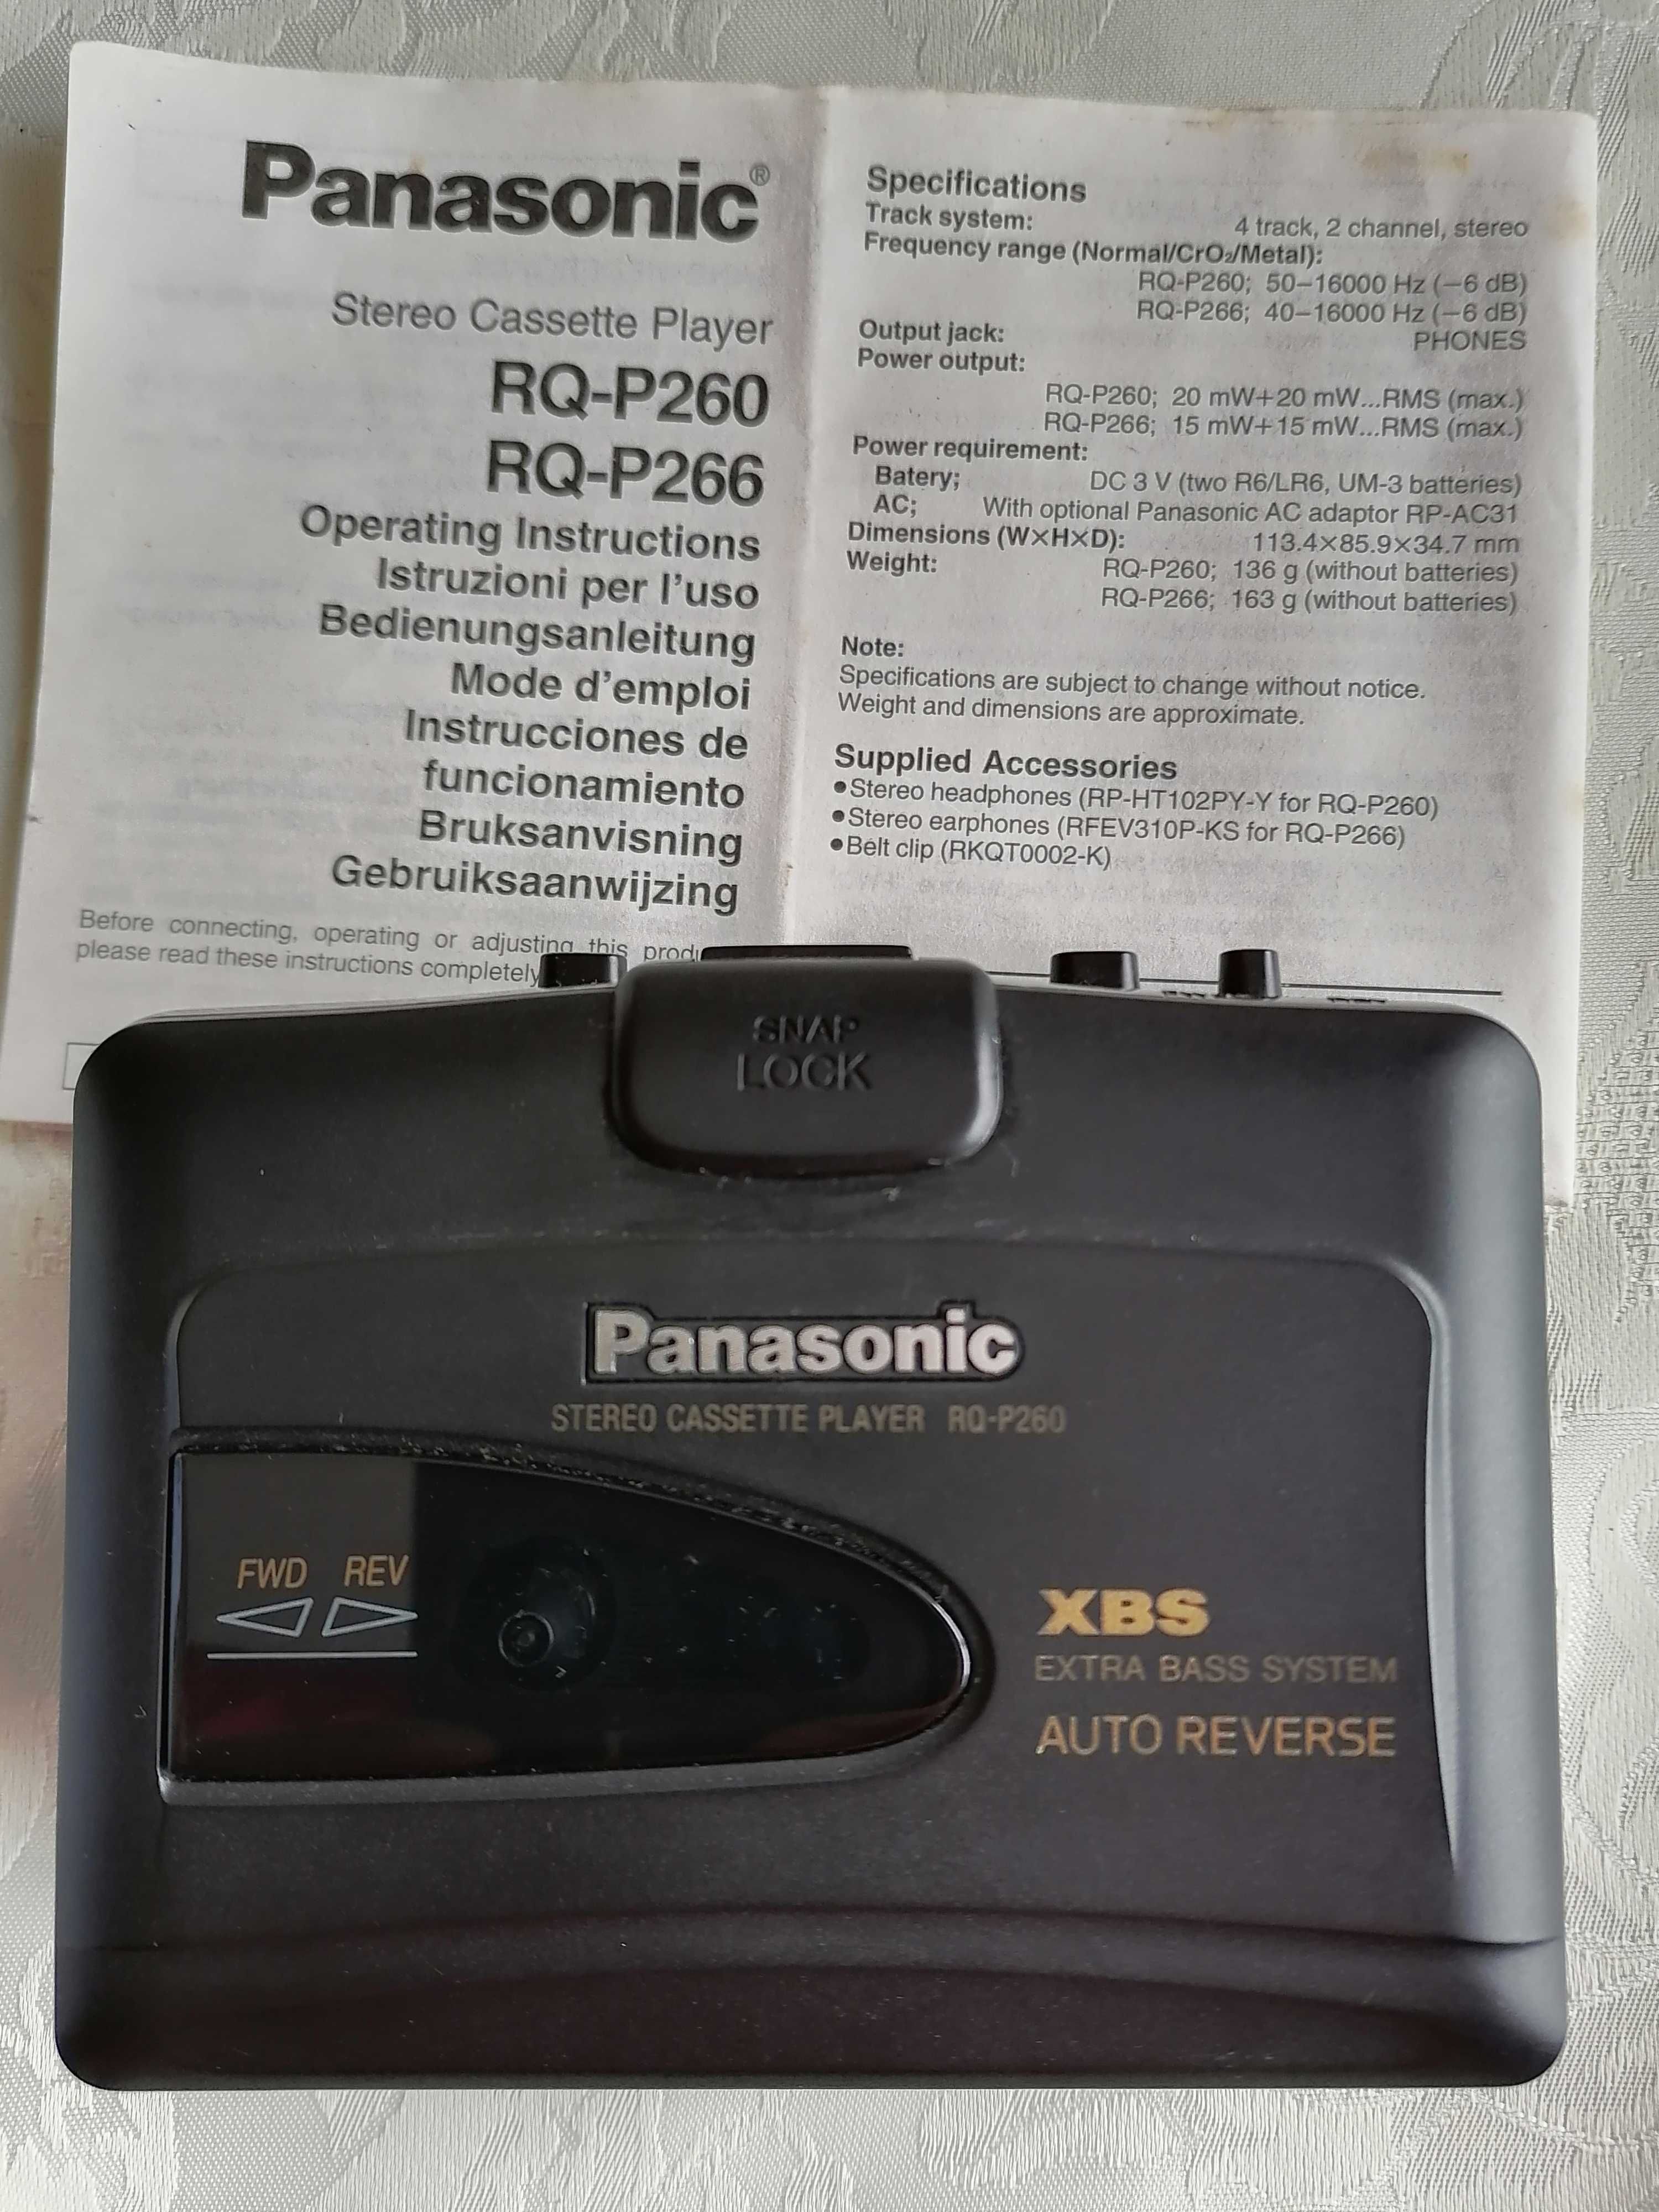 Panasonic®
Stereo Cassette Player
RQ-P260
RQ-P266
Operating Instructions
Istruzioni per l'uso
Bedienungsanleitung
Mode d'emploi
Instrucciones de
funcionamiento
Bruksanvisning
Gebruiksaanwijzing
Before connecting, operating or adjusting this
please read these instructions completely
Specifications
Track system: 4 track, 2 channel, stereo
Frequency range (Normal/CrO₂/Metal):
RQ-P260; 50–16000 Hz (−6 dB)
RQ-P266; 40–16000 Hz (−6 dB)
Output jack: PHONES
Power output:
RQ-P260; 20 mW+20 mW...RMS (max.)
RQ-P266; 15 mW+15 mW...RMS (max.)
Power requirement:
Batery; DC 3 V (two R6/LR6, UM-3 batteries)
AC; With optional Panasonic AC adaptor RP-AC31
Dimensions (W×H×D): 113.4×85.9×34.7 mm
Weight: RQ-P260; 136 g (without batteries)
RQ-P266; 163 g (without batteries)
Note:
Specifications are subject to change without notice.
Weight and dimensions are approximate.
Supplied Accessories
●Stereo headphones (RP-HT102PY-Y for RQ-P260)
●Stereo earphones (RFEV310P-KS for RQ-P266)
●Belt clip (RKQT0002-K)
SNAP
LOCK
Panasonic
STEREO CASSETTE PLAYER RQ-P260
FWD REV
XBS
EXTRA BASS SYSTEM
AUTO REVERSE